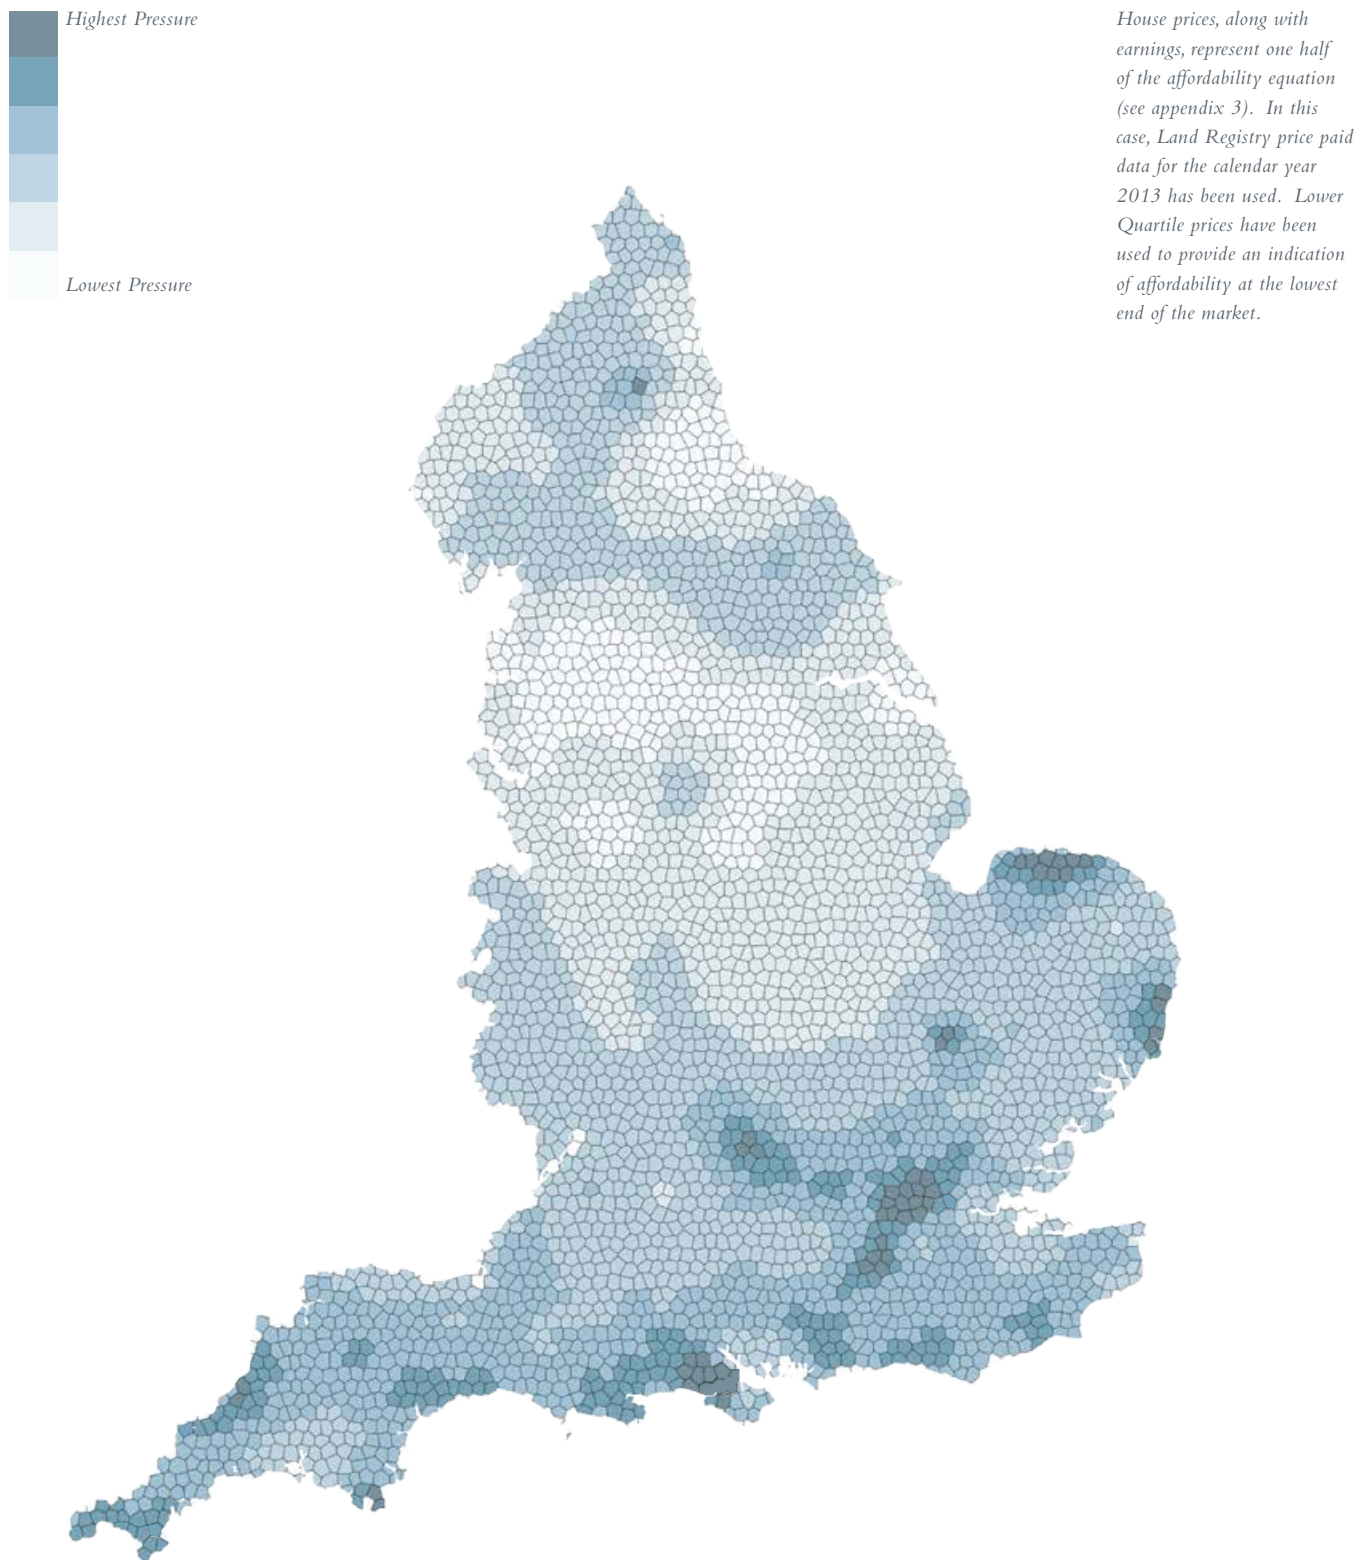 Highest Pressure
Lowest Pressure
House prices, along with
earnings, represent one half
of the affordability equation
(see appendix 3).  In this
case, Land Registry price paid
data for the calendar year
2013 has been used.  Lower
Quartile prices have been
used to provide an indication
of affordability at the lowest
end of the market.